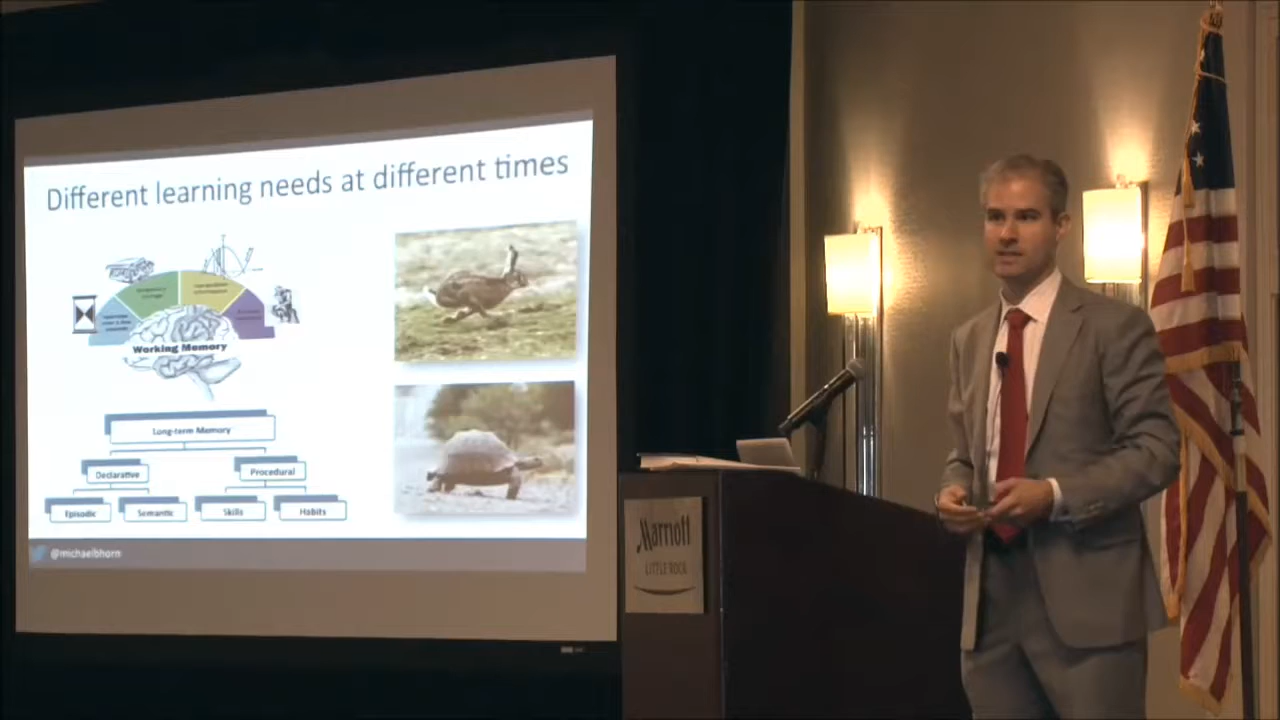 Different learning needs at different times
Working Memory
Long-term Memory
Declarative
Procedural
Episodic
Semantic
Skills
Habits
@michaelbhorn
Marriott
LITTLE ROCK